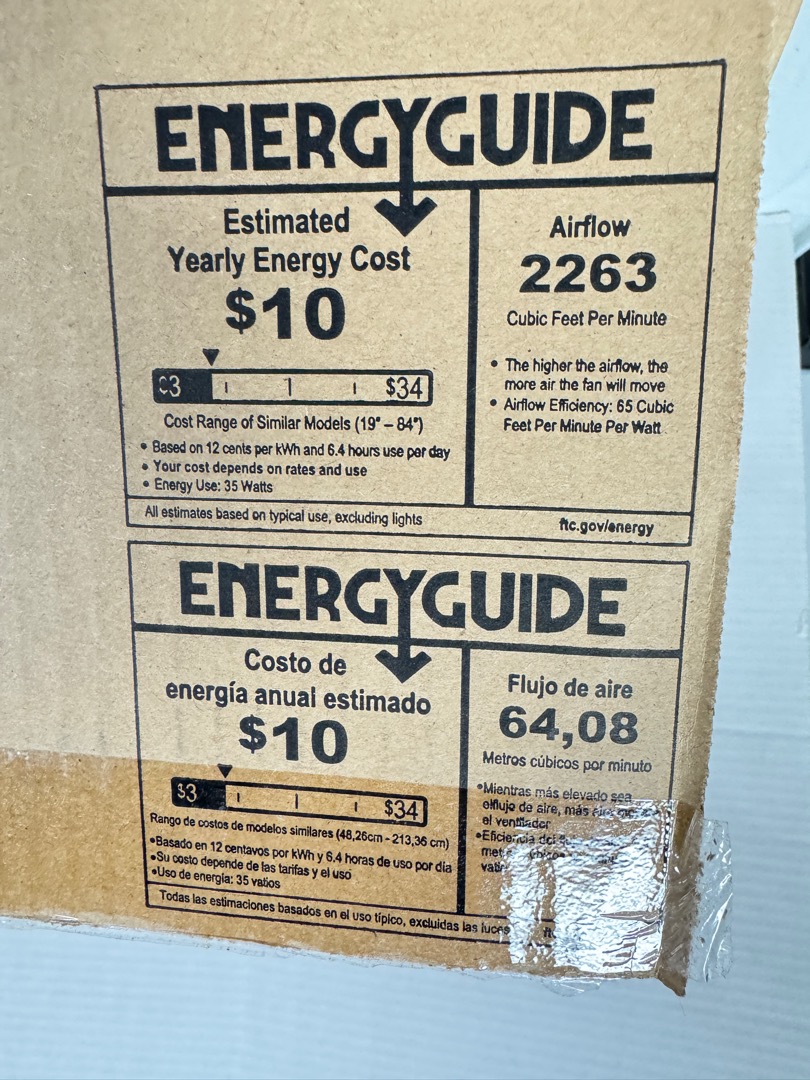 ENERGYGUIDE
Estimated
Yearly Energy Cost
$10
$3
$34
Cost Range of Similar Models (19" – 84")
• Based on 12 cents per kWh and 6.4 hours use per day
• Your cost depends on rates and use
• Energy Use: 35 Watts
Airflow
2263
Cubic Feet Per Minute
• The higher the airflow, the
more air the fan will move
• Airflow Efficiency: 65 Cubic
Feet Per Minute Per Watt
All estimates based on typical use, excluding lights
ftc.gov/energy
ENERGYGUIDE
Costo de
energía anual estimado
$10
$3
$34
Rango de costos de modelos similares (48,26cm - 213,36 cm)
•Basado en 12 centavos por kWh y 6.4 horas de uso por día
•Su costo depende de las tarifas y el uso
•Uso de energía: 35 vatios
Flujo de aire
64,08
Metros cúbicos por minuto
•Mientras más elevado sea
elflujo de aire, más
el ventilador
•Eficiencia del
Todas las estimaciones basados en el uso típico, excluidas las luces